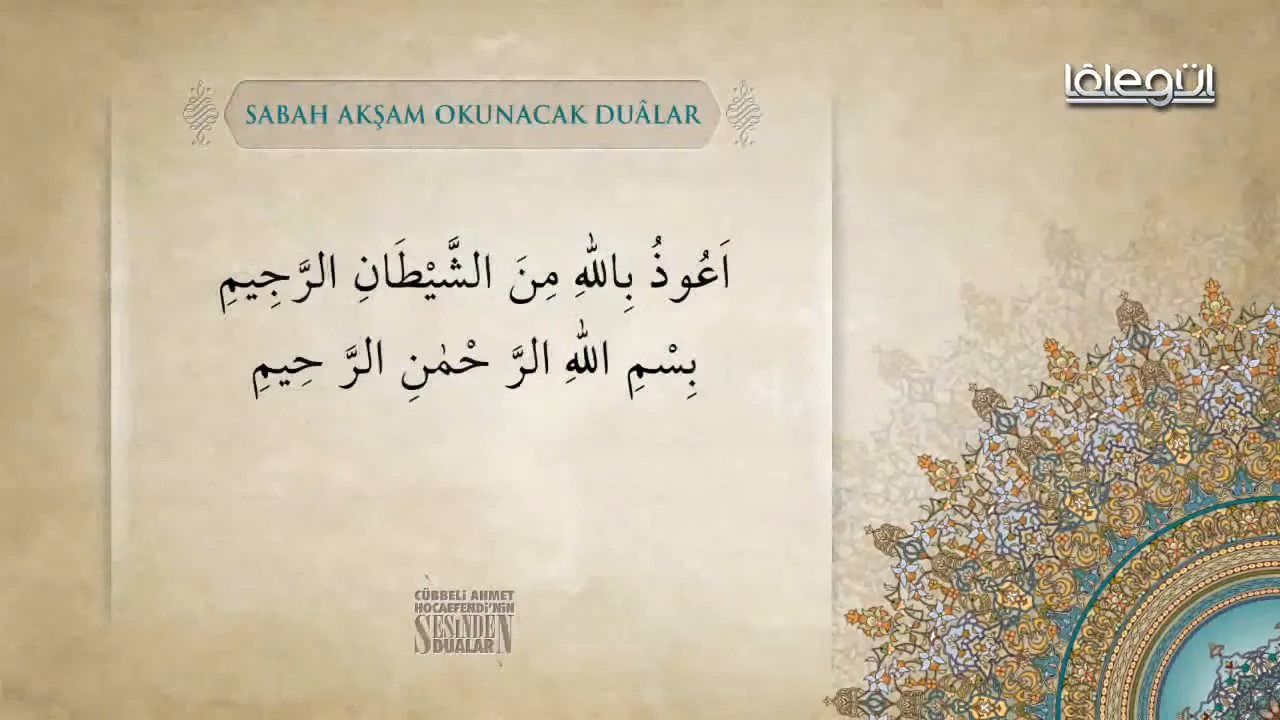 lâlegül
SABAH AKŞAM OKUNACAK DUÂLAR
اَعُوذُ بِاللّٰهِ مِنَ الشَّيْطَانِ الرَّجِيمِ
بِسْمِ اللّٰهِ الرَّ حْمٰنِ الرَّ حِيمِ
CÜBBELİ AHMET
HOCAEFENDİ'NİN
SESİNDEN
DUALAR